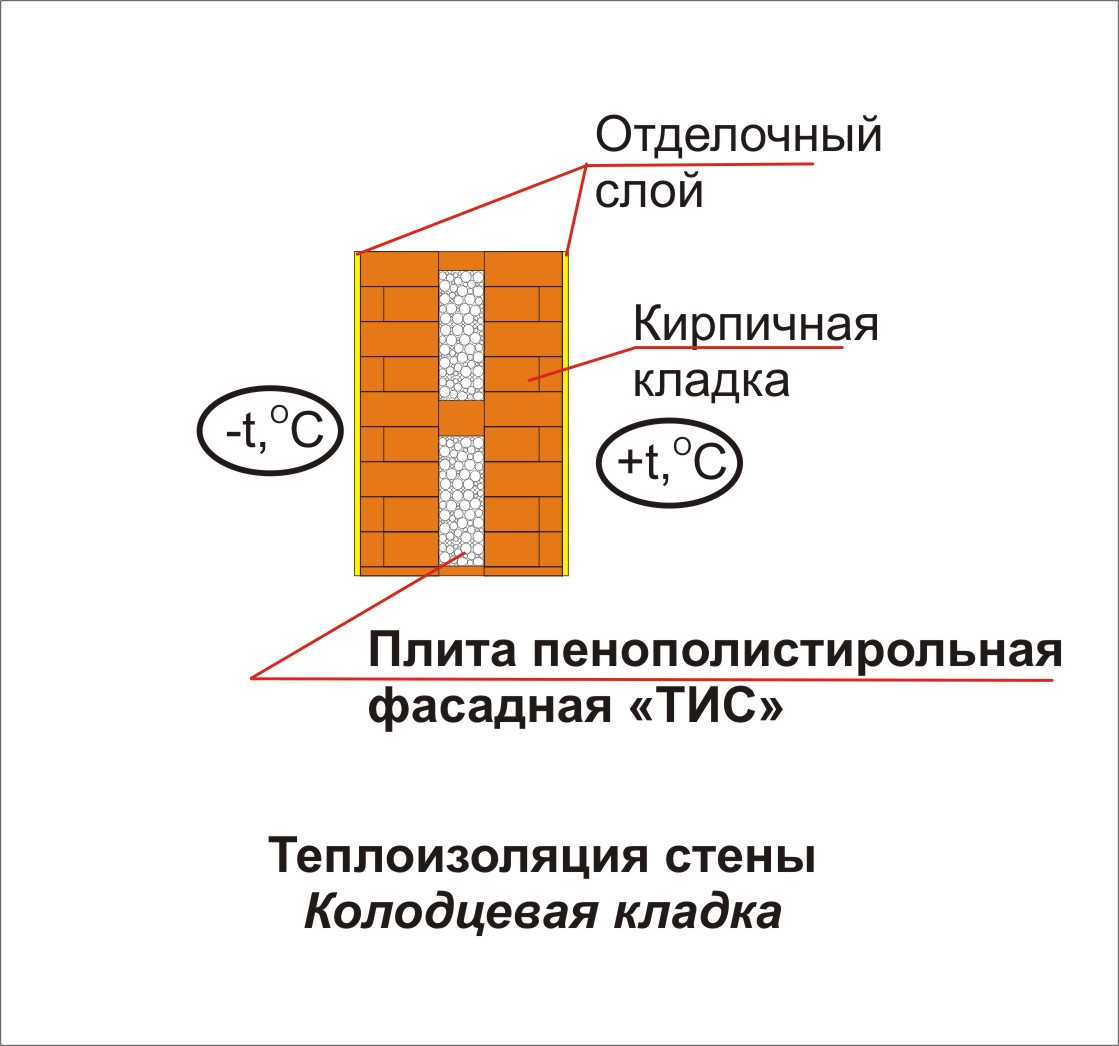 Отделочный
слой
Кирпичная
кладка
-t,°C
+t,°C
Плита пенополистирольная
фасадная «ТИС»
Теплоизоляция стены
Колодцевая кладка